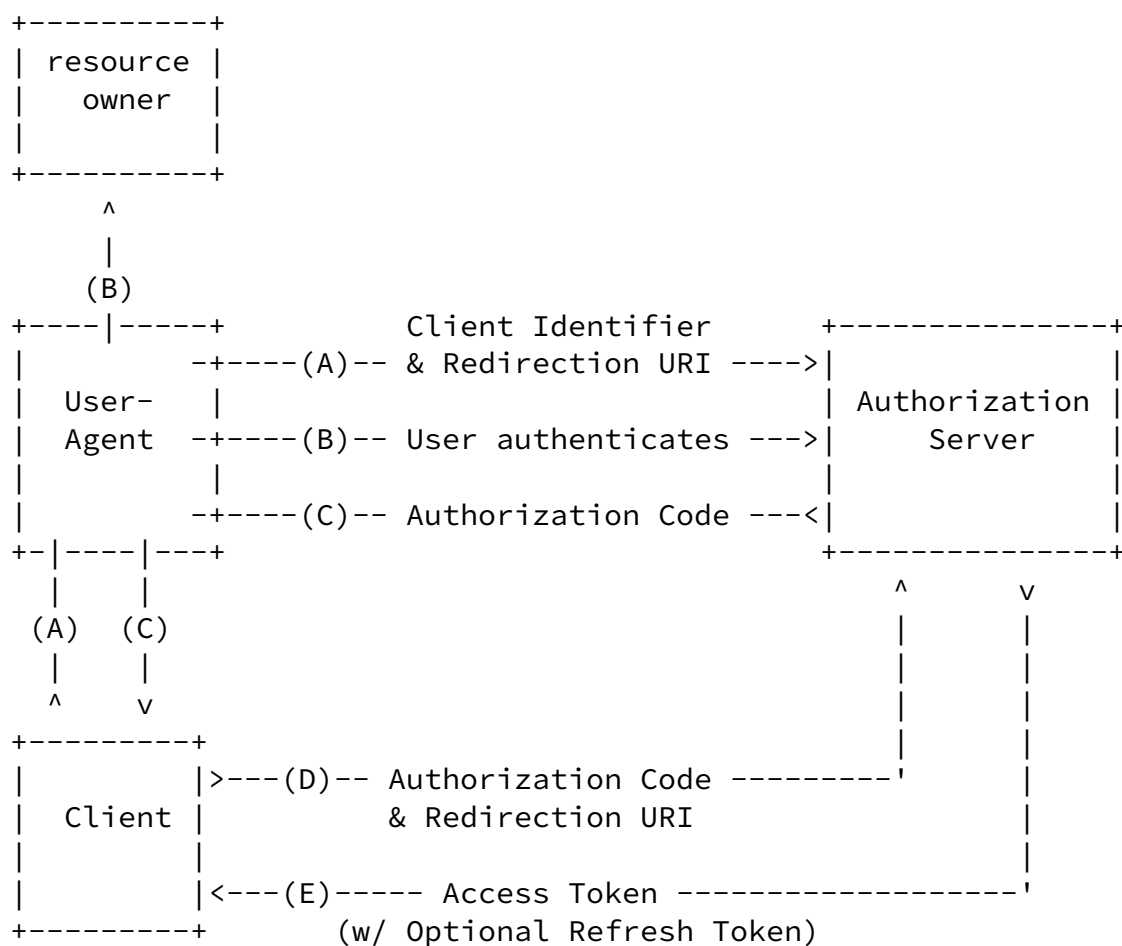 resource
owner
(B)
Client Identifier
(A) & Redirection URI
User-
Agent
(B) User authenticates
Authorization
Server
(C) Authorization Code
(A) (C)
(D) Authorization Code
& Redirection URI
Client
(E) Access Token
(w/ Optional Refresh Token)